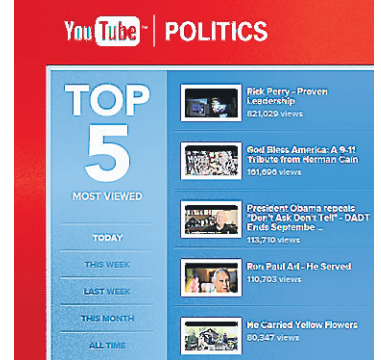 YouTube™ | POLITICS
TOP
5
MOST VIEWED
TODAY
THIS WEEK
LAST WEEK
THIS MONTH
ALL TIME
Rick Perry - Proven
Leadership
821,029 views
God Bless America: A 9-11
Tribute from Herman Cain
161,696 views
President Obama repeals
"Don't Ask Don't Tell" - DADT
Ends Septembe ...
113,710 views
Ron Paul Ad - He Served
110,703 views
He Carried Yellow Flowers
80,347 views